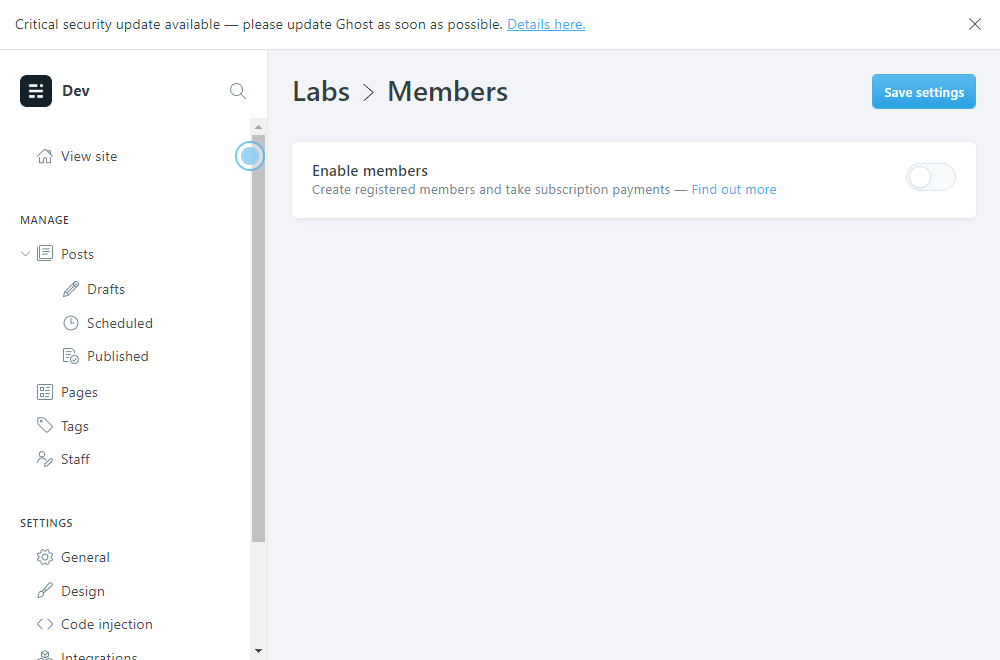 Critical security update available — please update Ghost as soon as possible. Details here.
Dev
View site
MANAGE
Posts
Drafts
Scheduled
Published
Pages
Tags
Staff
SETTINGS
General
Design
Code injection
Integrations
Labs > Members
Save settings
Enable members
Create registered members and take subscription payments — Find out more